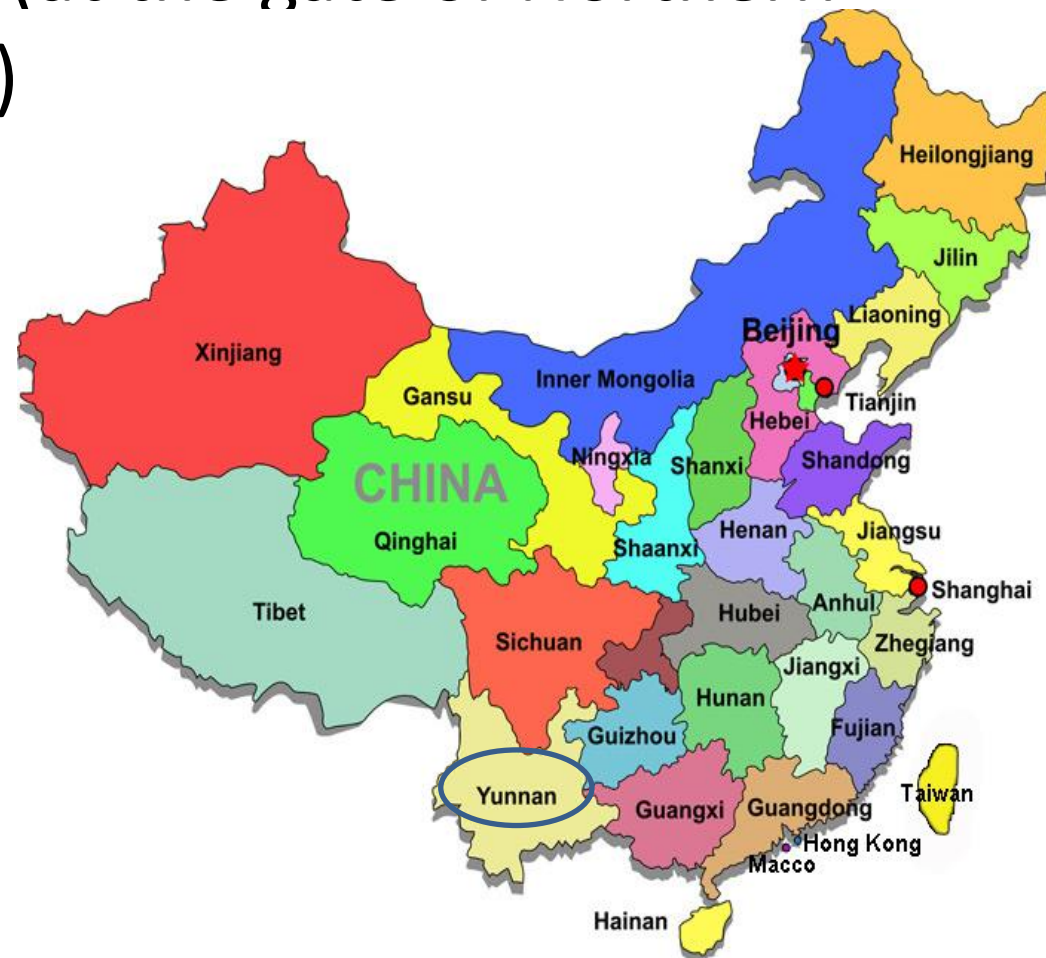 )
Heilongjiang
Jilin
Liaoning
Beijing
Xinjiang
Inner Mongolia
Gansu
Tianjin
Hebei
Ningxia
Shanxi
Shandong
CHINA
Henan
Jiangsu
Qinghai
Shaanxi
Shanghai
Tibet
Hubei
Anhui
Sichuan
Zhegiang
Jiangxi
Hunan
Guizhou
Fujian
Yunnan
Taiwan
Guangxi
Guangdong
Hong Kong
Macco
Hainan